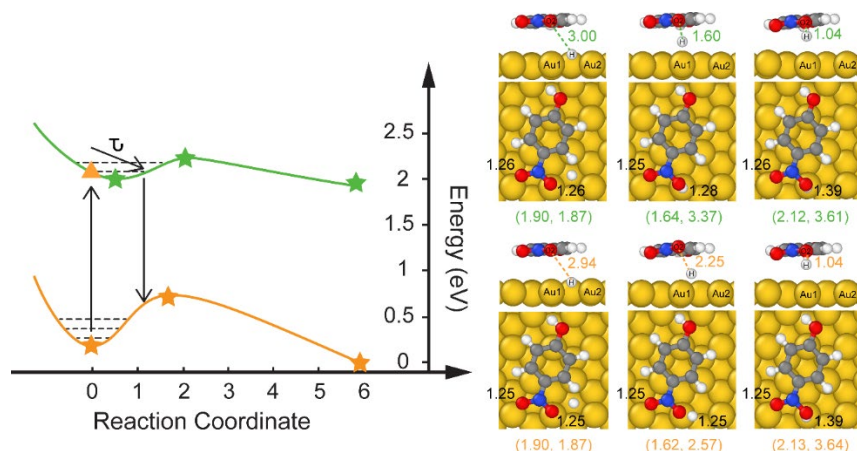 τ
2.5
2
1
0.5
0
Energy (eV)
0 1 2 3 4 5 6
Reaction Coordinate
3.00
H
Au1 Au2
1.26
1.26
(1.90, 1.87)
1.60
H
Au1 Au2
1.25
1.28
(1.64, 3.37)
1.04
H
Au1 Au2
1.26
1.39
(2.12, 3.61)
2.94
H
Au1 Au2
1.25
1.25
(1.90, 1.87)
2.25
H
Au1 Au2
1.25
1.25
(1.62, 2.57)
1.04
H
Au1 Au2
1.25
1.39
(2.13, 3.64)